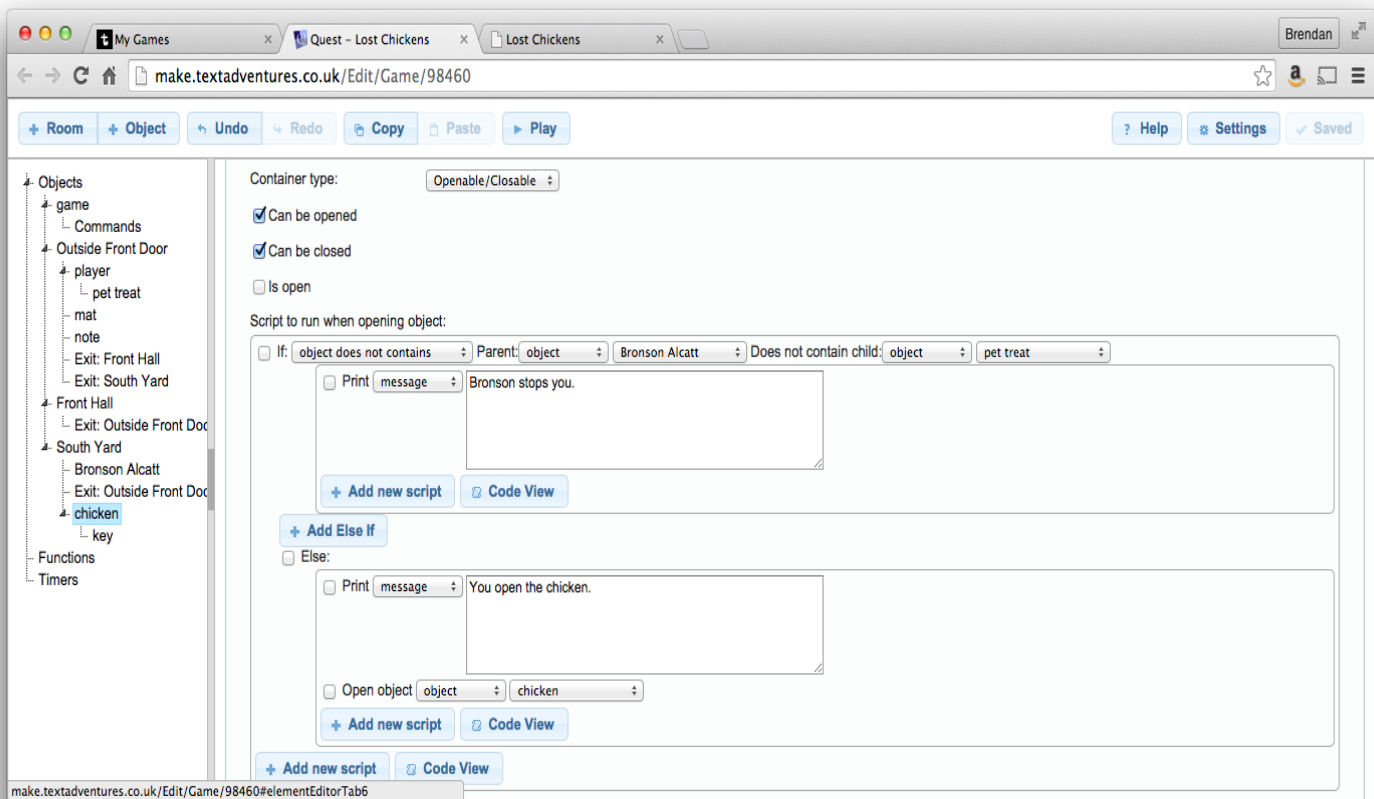 My Games
Quest – Lost Chickens
Lost Chickens
Brendan
make.textadventures.co.uk/Edit/Game/98460
Room
Object
Undo
Redo
Copy
Paste
Play
? Help
Settings
Saved
Objects
game
Commands
Outside Front Door
player
pet treat
mat
note
Exit: Front Hall
Exit: South Yard
Front Hall
Exit: Outside Front Doo
South Yard
Bronson Alcatt
Exit: Outside Front Doo
chicken
key
Functions
Timers
Container type: Openable/Closable
Can be opened
Can be closed
Is open
Script to run when opening object:
If: object does not contains Parent: object Bronson Alcatt Does not contain child: object pet treat
Print message Bronson stops you.
+ Add new script Code View
+ Add Else If
Else:
Print message You open the chicken.
Open object object chicken
+ Add new script Code View
+ Add new script Code View
make.textadventures.co.uk/Edit/Game/98460#elementEditorTab6